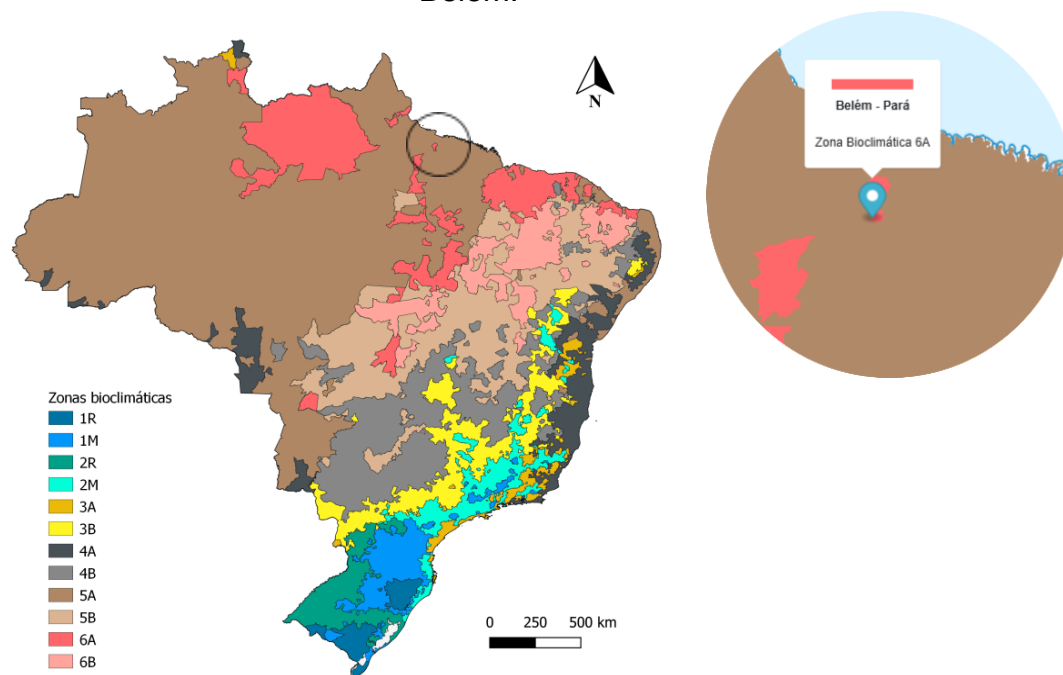 Belém.
N
Belém - Pará
Zona Bioclimática 6A
Zonas bioclimáticas
1R
1M
2R
2M
3A
3B
4A
4B
5A
5B
6A
6B
0 250 500 km